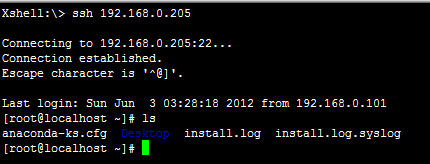 Xshell:\> ssh 192.168.0.205
Connecting to 192.168.0.205:22...
Connection established.
Escape character is '^@]'.
Last login: Sun Jun  3 03:28:18 2012 from 192.168.0.101
[root@localhost ~]# ls
anaconda-ks.cfg  Desktop  install.log  install.log.syslog
[root@localhost ~]#